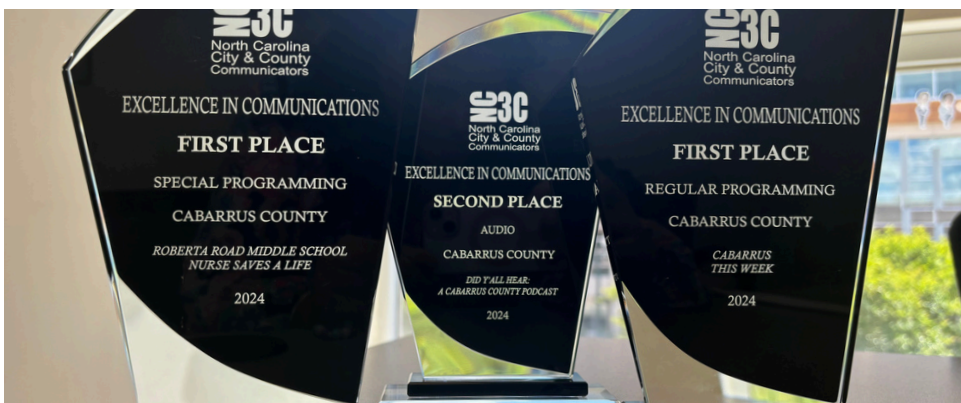 NC3C
North Carolina
City & County
Communicators
EXCELLENCE IN COMMUNICATIONS
FIRST PLACE
SPECIAL PROGRAMMING
CABARRUS COUNTY
ROBERTA ROAD MIDDLE SCHOOL
NURSE SAVES A LIFE
2024
NC3C
North Carolina
City & County
Communicators
EXCELLENCE IN COMMUNICATIONS
SECOND PLACE
AUDIO
CABARRUS COUNTY
DID Y'ALL HEAR:
A CABARRUS COUNTY PODCAST
2024
NC3C
North Carolina
City & County
Communicators
EXCELLENCE IN COMMUNICATIONS
FIRST PLACE
REGULAR PROGRAMMING
CABARRUS COUNTY
CABARRUS
THIS WEEK
2024